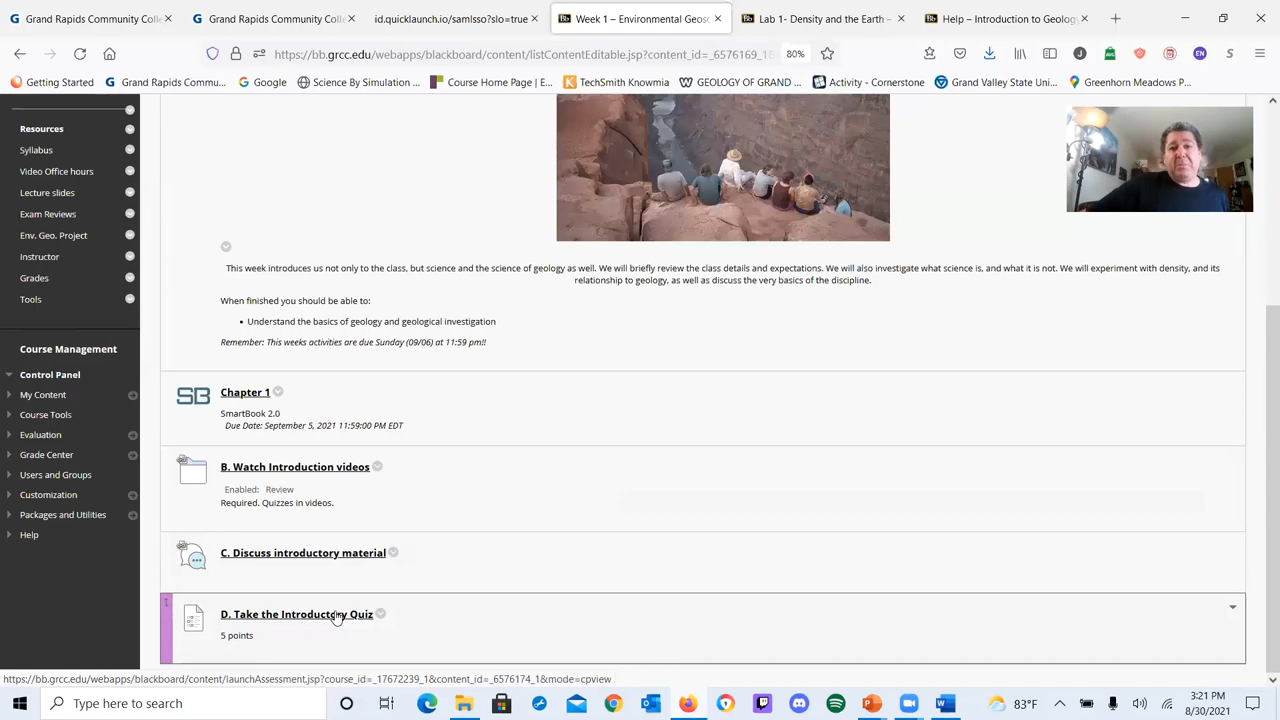 Grand Rapids Community Colle
Grand Rapids Community Colle
id.quicklaunch.io/samlsso?slo=true
Bb Week 1 – Environmental Geosc
Bb Lab 1- Density and the Earth –
Bb Help – Introduction to Geology
https://bb.grcc.edu/webapps/blackboard/content/listContentEditable.jsp?content_id=_6576169_1
80%
J
EN
S
Getting Started
Grand Rapids Commu...
Google
Science By Simulation ...
Course Home Page | E...
TechSmith Knowmia
GEOLOGY OF GRAND ...
Activity - Cornerstone
Grand Valley State Uni...
Greenhorn Meadows P...
Resources
Syllabus
Video Office hours
Lecture slides
Exam Reviews
Env. Geo. Project
Instructor
Grades
Tools
Course Management
Control Panel
My Content
Course Tools
Evaluation
Grade Center
Users and Groups
Customization
Packages and Utilities
Help
This week introduces us not only to the class, but science and the science of geology as well. We will briefly review the class details and expectations. We will also investigate what science is, and what it is not. We will experiment with density, and its
relationship to geology, as well as discuss the very basics of the discipline.
When finished you should be able to:
• Understand the basics of geology and geological investigation
Remember: This weeks activities are due Sunday (09/06) at 11:59 pm!!
SB
Chapter 1
SmartBook 2.0
Due Date: September 5, 2021 11:59:00 PM EDT
B. Watch Introduction videos
Enabled: Review
Required. Quizzes in videos.
C. Discuss introductory material
D. Take the Introductory Quiz
5 points
https://bb.grcc.edu/webapps/blackboard/content/launchAssessment.jsp?course_id=_17672239_1&content_id=_6576174_1&mode=cpview
Type here to search
83°F
3:21 PM
8/30/2021